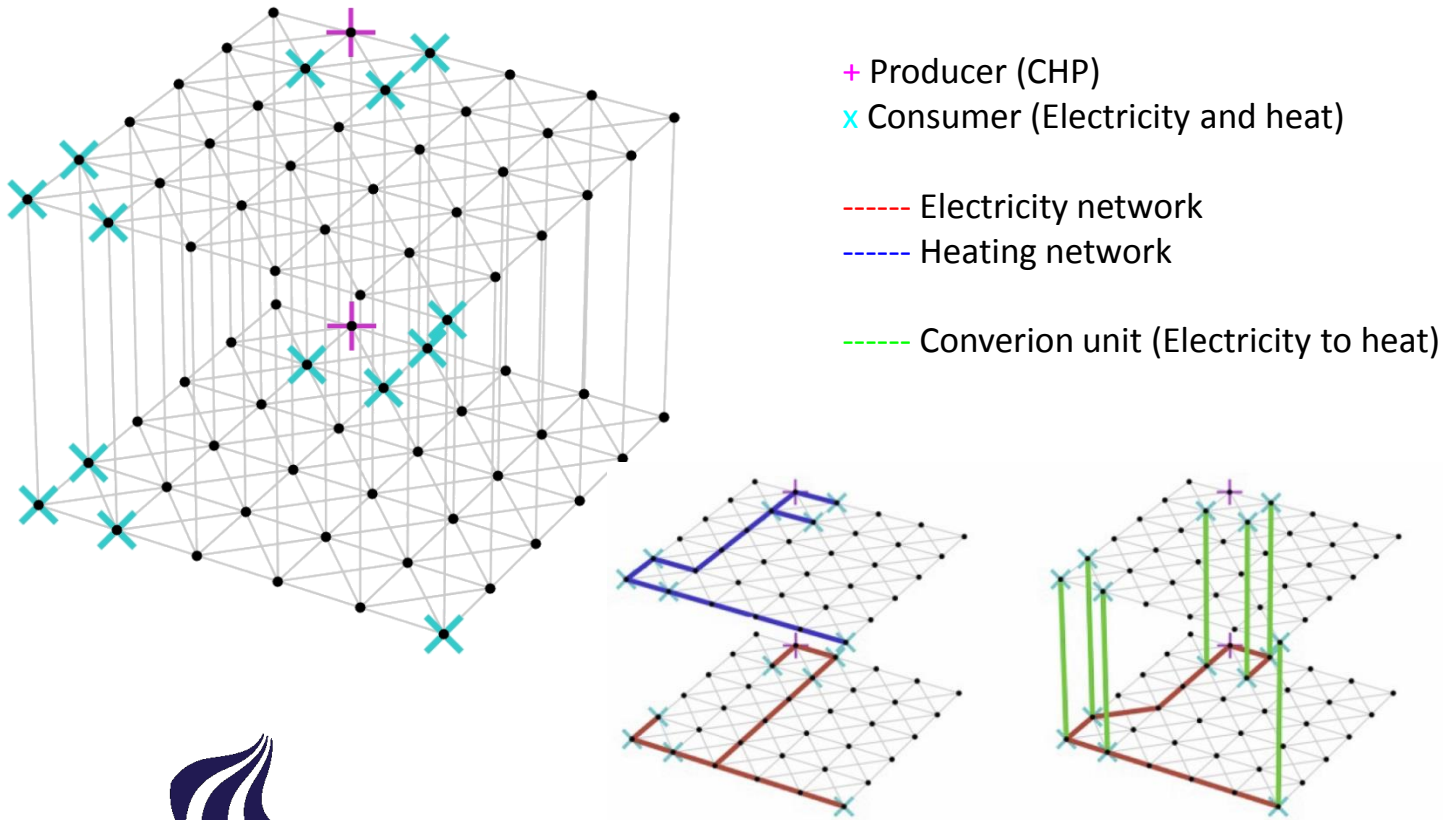 + Producer (CHP)
x Consumer (Electricity and heat)
------ Electricity network
------ Heating network
------ Converion unit (Electricity to heat)